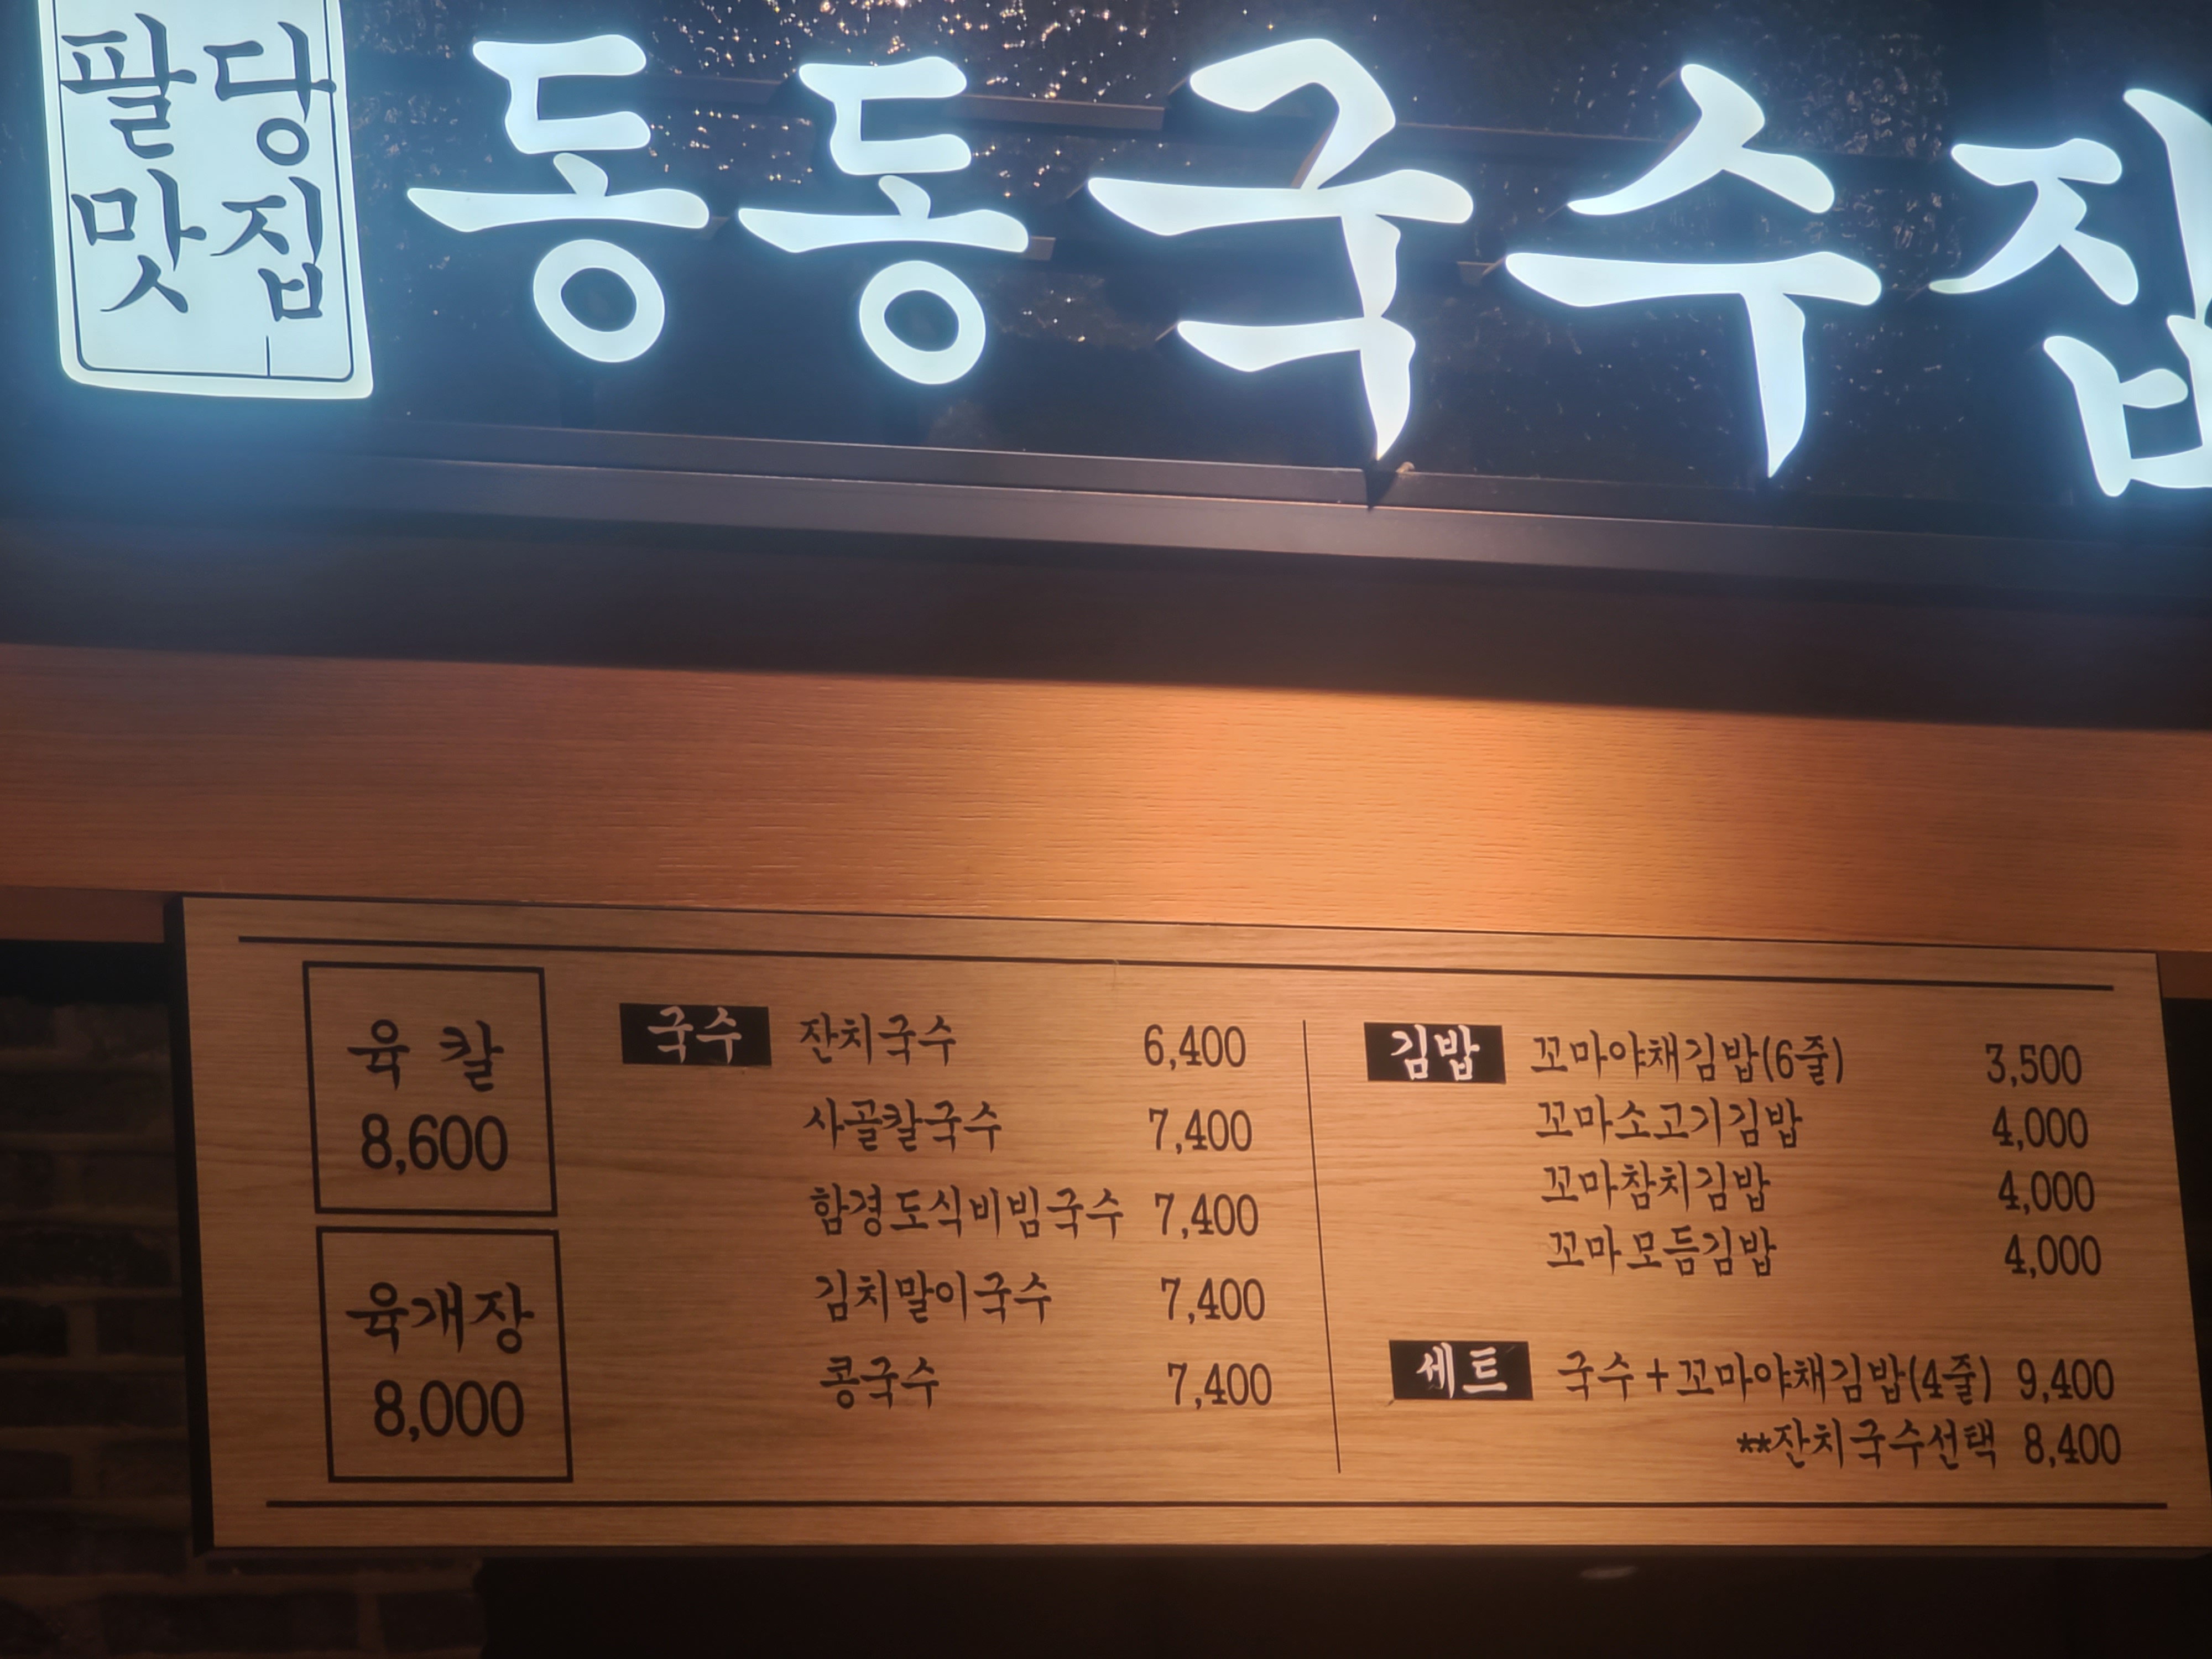 팔당
맛집
동동국수집
육칼
8,600
육개장
8,000
국수 잔치국수 6,400
사골칼국수 7,400
함경도식비빔국수 7,400
김치말이국수 7,400
콩국수 7,400
김밥 꼬마야채김밥(6줄) 3,500
꼬마소고기김밥 4,000
꼬마참치김밥 4,000
꼬마모듬김밥 4,000
세트 국수+꼬마야채김밥(4줄) 9,400
**잔치국수선택 8,400